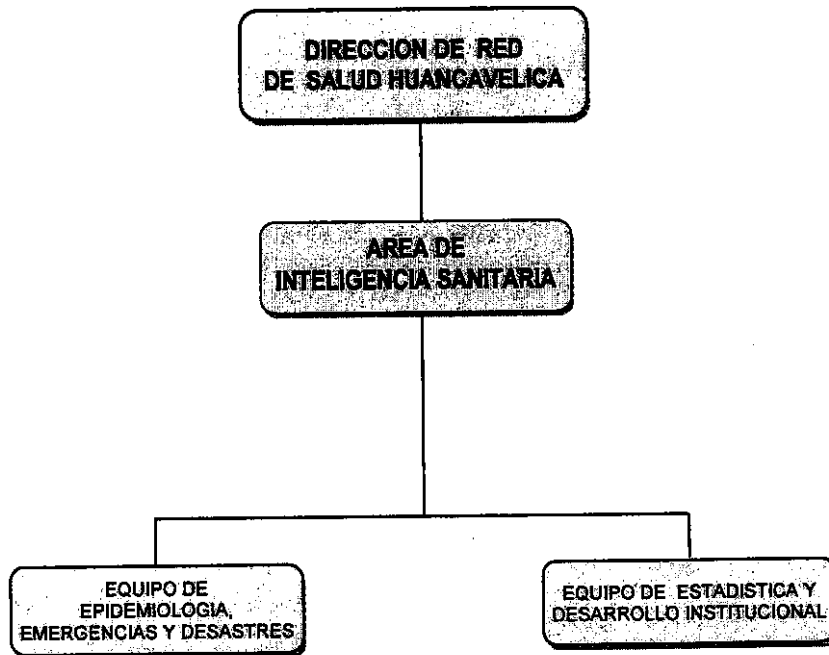 DIRECCION DE RED
DE SALUD HUANCAVELICA
AREA DE
INTELIGENCIA SANITARIA
EQUIPO DE
EPIDEMIOLOGIA,
EMERGENCIAS Y DESASTRES
EQUIPO DE ESTADISTICA Y
DESARROLLO INSTITUCIONAL